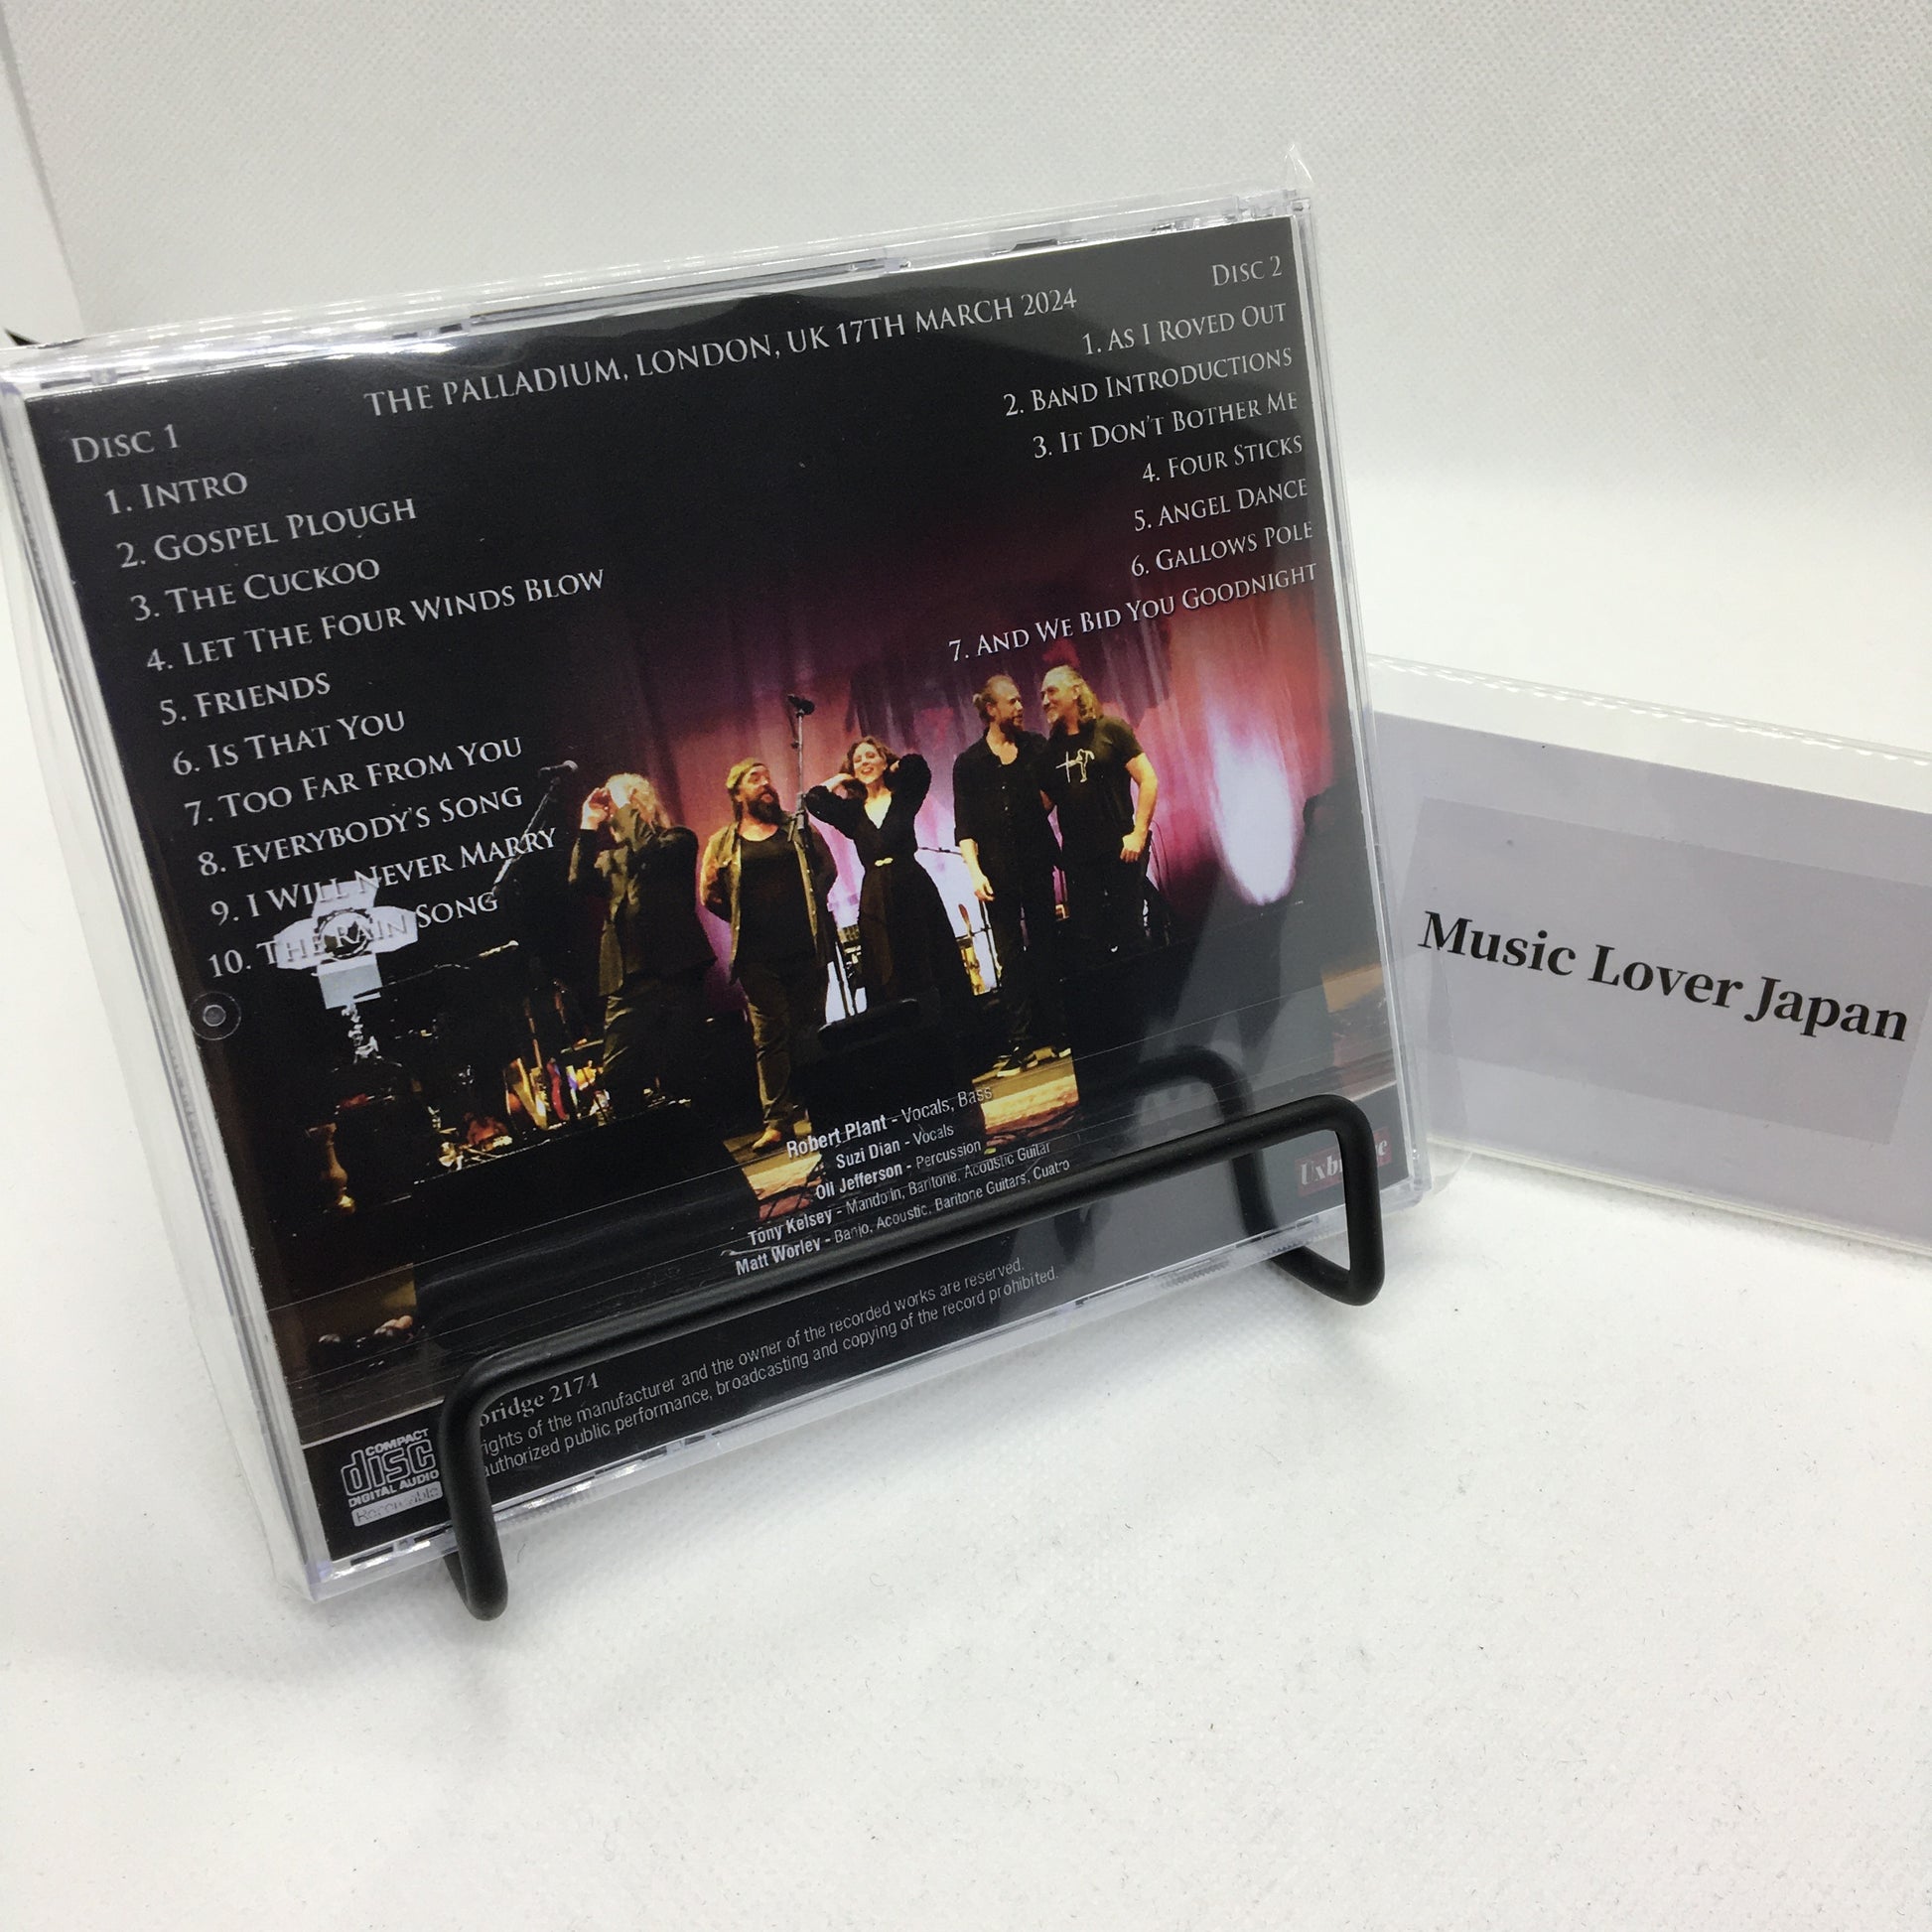 THE PALLADIUM, LONDON, UK 17TH MARCH 2024
DISC 1
1. INTRO
2. GOSPEL PLOUGH
3. THE CUCKOO
4. LET THE FOUR WINDS BLOW
5. FRIENDS
6. IS THAT YOU
7. TOO FAR FROM YOU
8. EVERYBODY'S SONG
9. I WILL NEVER MARRY
10. THE RAIN SONG
DISC 2
1. AS I ROVED OUT
2. BAND INTRODUCTIONS
3. IT DON'T BOTHER ME
4. FOUR STICKS
5. ANGEL DANCE
6. GALLOWS POLE
7. AND WE BID YOU GOODNIGHT
Robert Plant - Vocals, Bass
Suzi Dian - Vocals
Oli Jefferson - Percussion
Tony Kelsey - Mandolin, Baritone, Acoustic Guitar
Matt Worley - Banjo, Acoustic, Baritone Guitars, Cuatro
2174
rights of the manufacturer and the owner of the recorded works are reserved.
authorized public performance, broadcasting and copying of the record prohibited.
COMPACT
disc
DIGITAL AUDIO
Recordable
Music Lover Japan